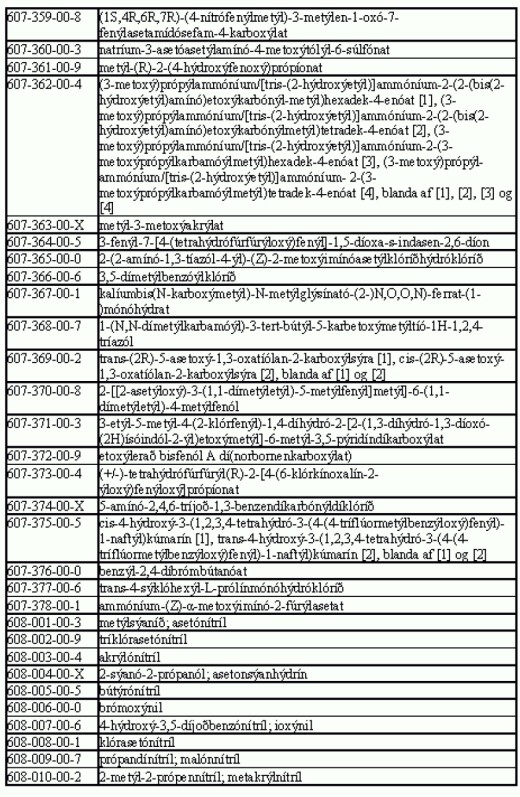 607-359-00-8 (1S,4R,6R,7R)-(4-nítrófenýlmetýl)-3-metýlen-1-oxó-7-
fenýlasetamídósefam-4-karboxýlat
607-360-00-3 natríum-3-asetóasetýlamínó-4-metoxýtólýl-6-súlfónat
607-361-00-9 metýl-(R)-2-(4-hýdróxýfenoxý)própíonat
607-362-00-4 (3-metoxý)própýlammóníum/[tris-(2-hýdroxýetýl)]ammóníum-2-(2-(bis(2-
hýdroxýetýl)amínó)etoxýkarbónýl-metýl)hexadek-4-enóat [1], (3-
metoxý)própýlammóníum/[tris-(2-hýdroxýetýl)]ammóníum-2-(2-(bis(2-
hýdroxýetýl)amínó)etoxýkarbónýlmetýl)tetradek-4-enóat [2], (3-
metoxý)própýlammóníum/[tris-(2-hýdroxýetýl)]ammóníum-2-(3-
metoxýprópýlkarbamóýlmetýl)hexadek-4-enóat [3], (3-metoxý)própýl-
ammóníum/[tris-(2-hýdroxýetýl)]ammóníum- 2-(3-
metoxýprópýlkarbamóýlmetýl)tetradek-4-enóat [4], blanda af [1], [2], [3] og
[4]
607-363-00-X metýl-3-metoxýakrýlat
607-364-00-5 3-fenýl-7-[4-(tetrahýdrófúrfúrýloxý)fenýl]-1,5-díoxa-s-indasen-2,6-díon
607-365-00-0 2-(2-amínó-1,3-tíazól-4-ýl)-(Z)-2-metoxýimínóasetýlklóríðhýdróklóríð
607-366-00-6 3,5-dímetýlbenzóýlklóríð
607-367-00-1 kalíumbis(N-karboxýmetýl)-N-metýlglýsínató-(2-)N,O,O,N)-ferrat-(1-
)mónóhýdrat
607-368-00-7 1-(N,N-dímetýlkarbamóýl)-3-tert-bútýl-5-karbetoxýmetýltíó-1H-1,2,4-
tríazól
607-369-00-2 trans-(2R)-5-asetoxý-1,3-oxatíólan-2-karboxýlsýra [1], cis-(2R)-5-asetoxý-
1,3-oxatíólan-2-karboxýlsýra [2], blanda af [1] og [2]
607-370-00-8 2-[[2-asetýloxý)-3-(1,1-dímetýletýl)-5-metýlfenýl]metýl]-6-(1,1-
dímetýletýl)-4-metýlfenól
607-371-00-3 3-etýl-5-metýl-4-(2-klórfenýl)-1,4-díhýdró-2-[2-(1,3-díhýdró-1,3-díoxó-
(2H)ísóindól-2-ýl)etoxýmetýl]-6-metýl-3,5-pýridíndíkarboxýlat
607-372-00-9 etoxýlerað bisfenól A dí(norbornenkarboxýlat)
607-373-00-4 (+/-)-tetrahýdrófúrfúrýl(R)-2-[4-(6-klórkínoxalín-2-
ýloxý)fenýloxý]própíonat
607-374-00-X 5-amínó-2,4,6-tríjoð-1,3-benzendíkarbónýldíklóríð
607-375-00-5 cis-4-hýdroxý-3-(1,2,3,4-tetrahýdró-3-(4-(4-tríflúormetýlbenzýloxý)fenýl)-
1-naftýl)kúmarín [1], trans-4-hýdroxý-3-(1,2,3,4-tetrahýdró-3-(4-(4-
tríflúormetýlbenzýloxý)fenýl)-1-naftýl)kúmarín [2], blanda af [1] og [2]
607-376-00-0 benzýl-2,4-díbrómbútanóat
607-377-00-6 trans-4-sýklóhexýl-L-prólínmónóhýdróklóríð
607-378-00-1 ammóníum-(Z)-α-metoxýimínó-2-fúrýlasetat
608-001-00-3 metýlsýaníð; asetónítríl
608-002-00-9 tríklórasetónítríl
608-003-00-4 akrýlónítríl
608-004-00-X 2-sýanó-2-própanól; asetonsýanhýdrín
608-005-00-5 bútýrónítríl
608-006-00-0 brómoxýnil
608-007-00-6 4-hýdroxý-3,5-díjoðbenzónítríl; ioxýnil
608-008-00-1 klórasetónítríl
608-009-00-7 própandínítríl; malónnítríl
608-010-00-2 2-metýl-2-própennítríl; metakrýlnítríl